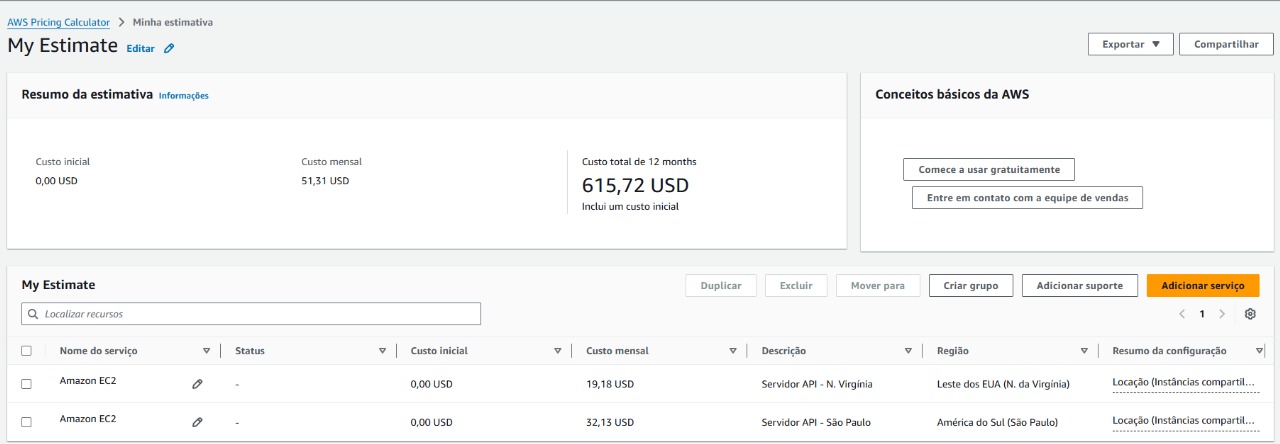 AWS Pricing Calculator > Minha estimativa
My Estimate Editar
Exportar ▼ Compartilhar
Resumo da estimativa Informações
Custo inicial
0,00 USD
Custo mensal
51,31 USD
Custo total de 12 months
615,72 USD
Inclui um custo inicial
Conceitos básicos da AWS
Comece a usar gratuitamente
Entre em contato com a equipe de vendas
My Estimate
Duplicar Excluir Mover para Criar grupo Adicionar suporte Adicionar serviço
Localizar recursos
< 1 >
Nome do serviço Status Custo inicial Custo mensal Descrição Região Resumo da configuração
Amazon EC2 - 0,00 USD 19,18 USD Servidor API - N. Virgínia Leste dos EUA (N. da Virgínia) Locação (Instâncias compartil...
Amazon EC2 - 0,00 USD 32,13 USD Servidor API - São Paulo América do Sul (São Paulo) Locação (Instâncias compartil...